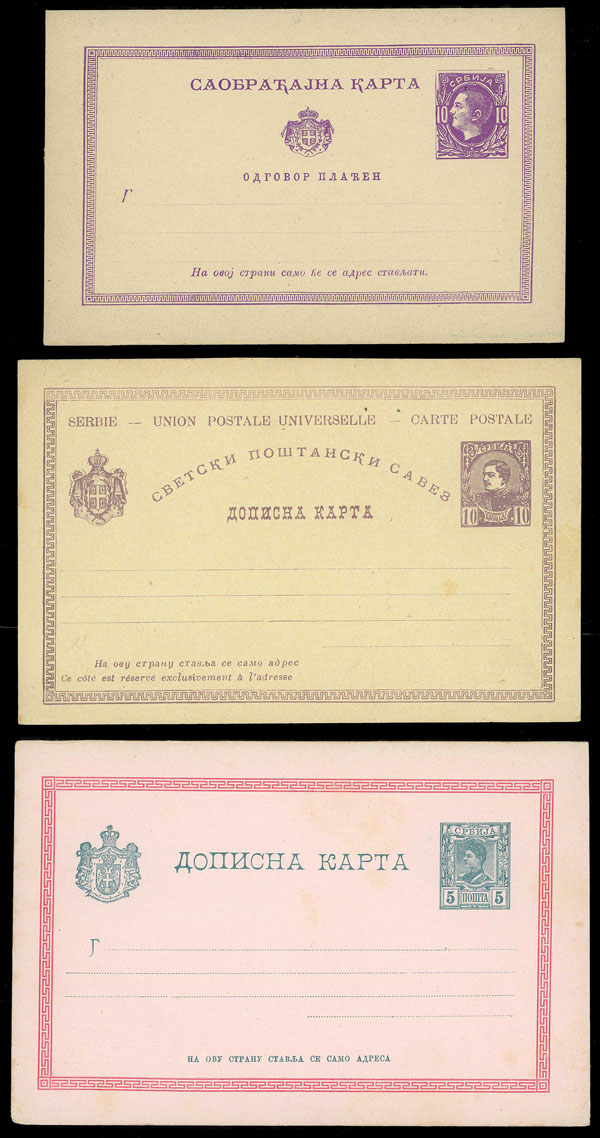 САОБРАЋАЈНА КАРТА
СРБИЈА
10 10
ОДГОВОР ПЛАЋЕН
Г
На овој страни само ће се адрес стављати.
SERBIE — UNION POSTALE UNIVERSELLE — CARTE POSTALE
СВЕТСКИ ПОШТАНСКИ САВЕЗ
ДОПИСНА КАРТА
СРБИЈА
10 ПОШТА 10
На ову страну ставља се само адрес
Ce côté est réservé exclusivement à l'adresse
ДОПИСНА КАРТА
СРБИЈА
5 ПОШТА 5
Г
НА ОВУ СТРАНУ СТАВЉА СЕ САМО АДРЕСА